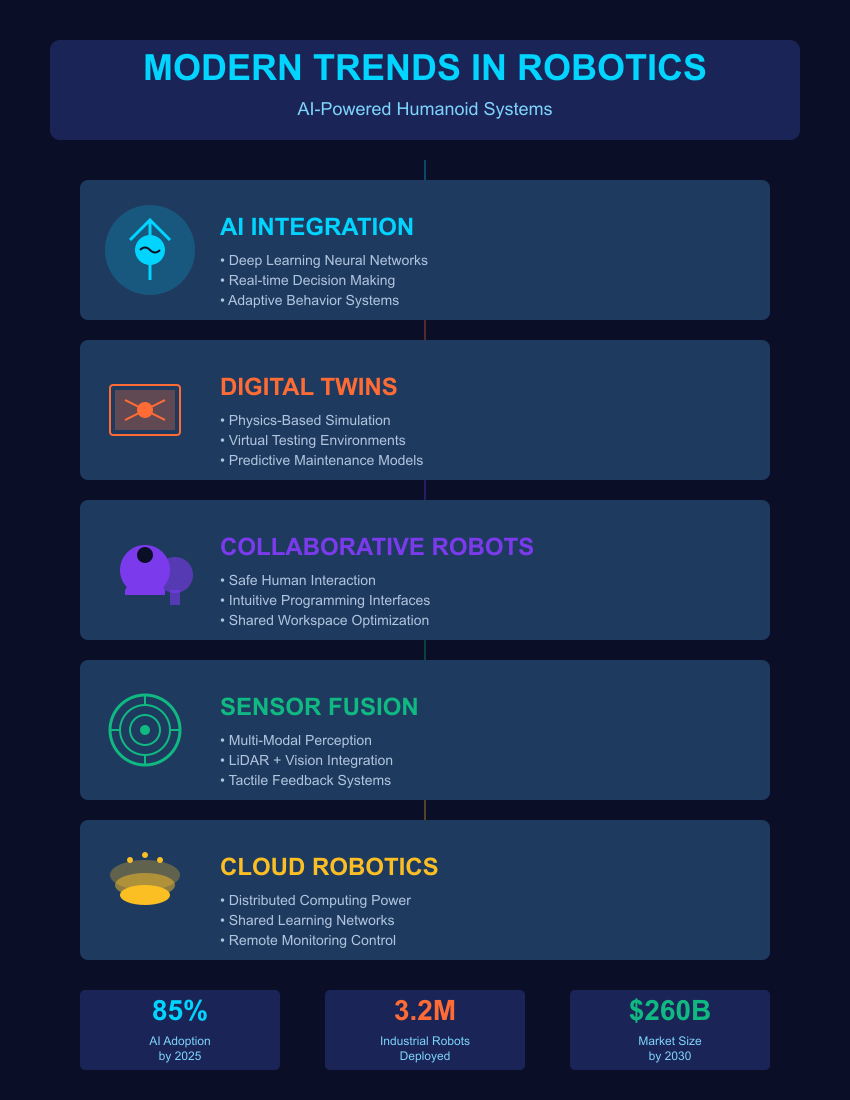 MODERN TRENDS IN ROBOTICS
AI-Powered Humanoid Systems
AI INTEGRATION
• Deep Learning Neural Networks
• Real-time Decision Making
• Adaptive Behavior Systems
DIGITAL TWINS
• Physics-Based Simulation
• Virtual Testing Environments
• Predictive Maintenance Models
COLLABORATIVE ROBOTS
• Safe Human Interaction
• Intuitive Programming Interfaces
• Shared Workspace Optimization
SENSOR FUSION
• Multi-Modal Perception
• LiDAR + Vision Integration
• Tactile Feedback Systems
CLOUD ROBOTICS
• Distributed Computing Power
• Shared Learning Networks
• Remote Monitoring Control
85%
AI Adoption
by 2025
3.2M
Industrial Robots
Deployed
$260B
Market Size
by 2030